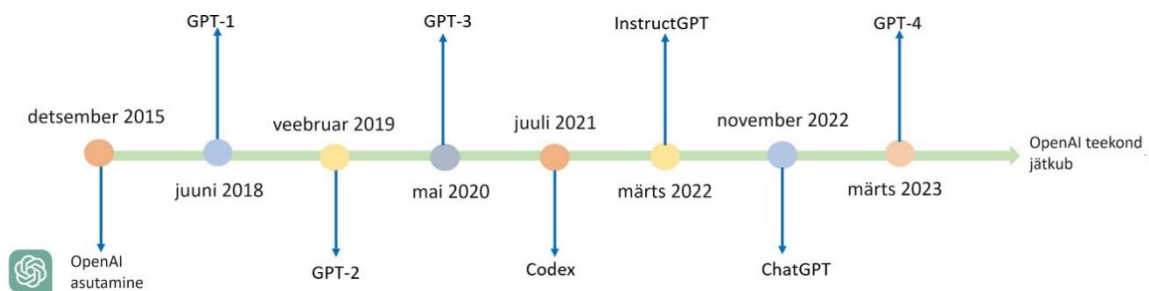 GPT-1
GPT-3
InstructGPT
GPT-4
detsember 2015
veebruar 2019
juuli 2021
november 2022
OpenAI teekond
jätkub
juuni 2018
mai 2020
märts 2022
märts 2023
OpenAI
asutamine
GPT-2
Codex
ChatGPT